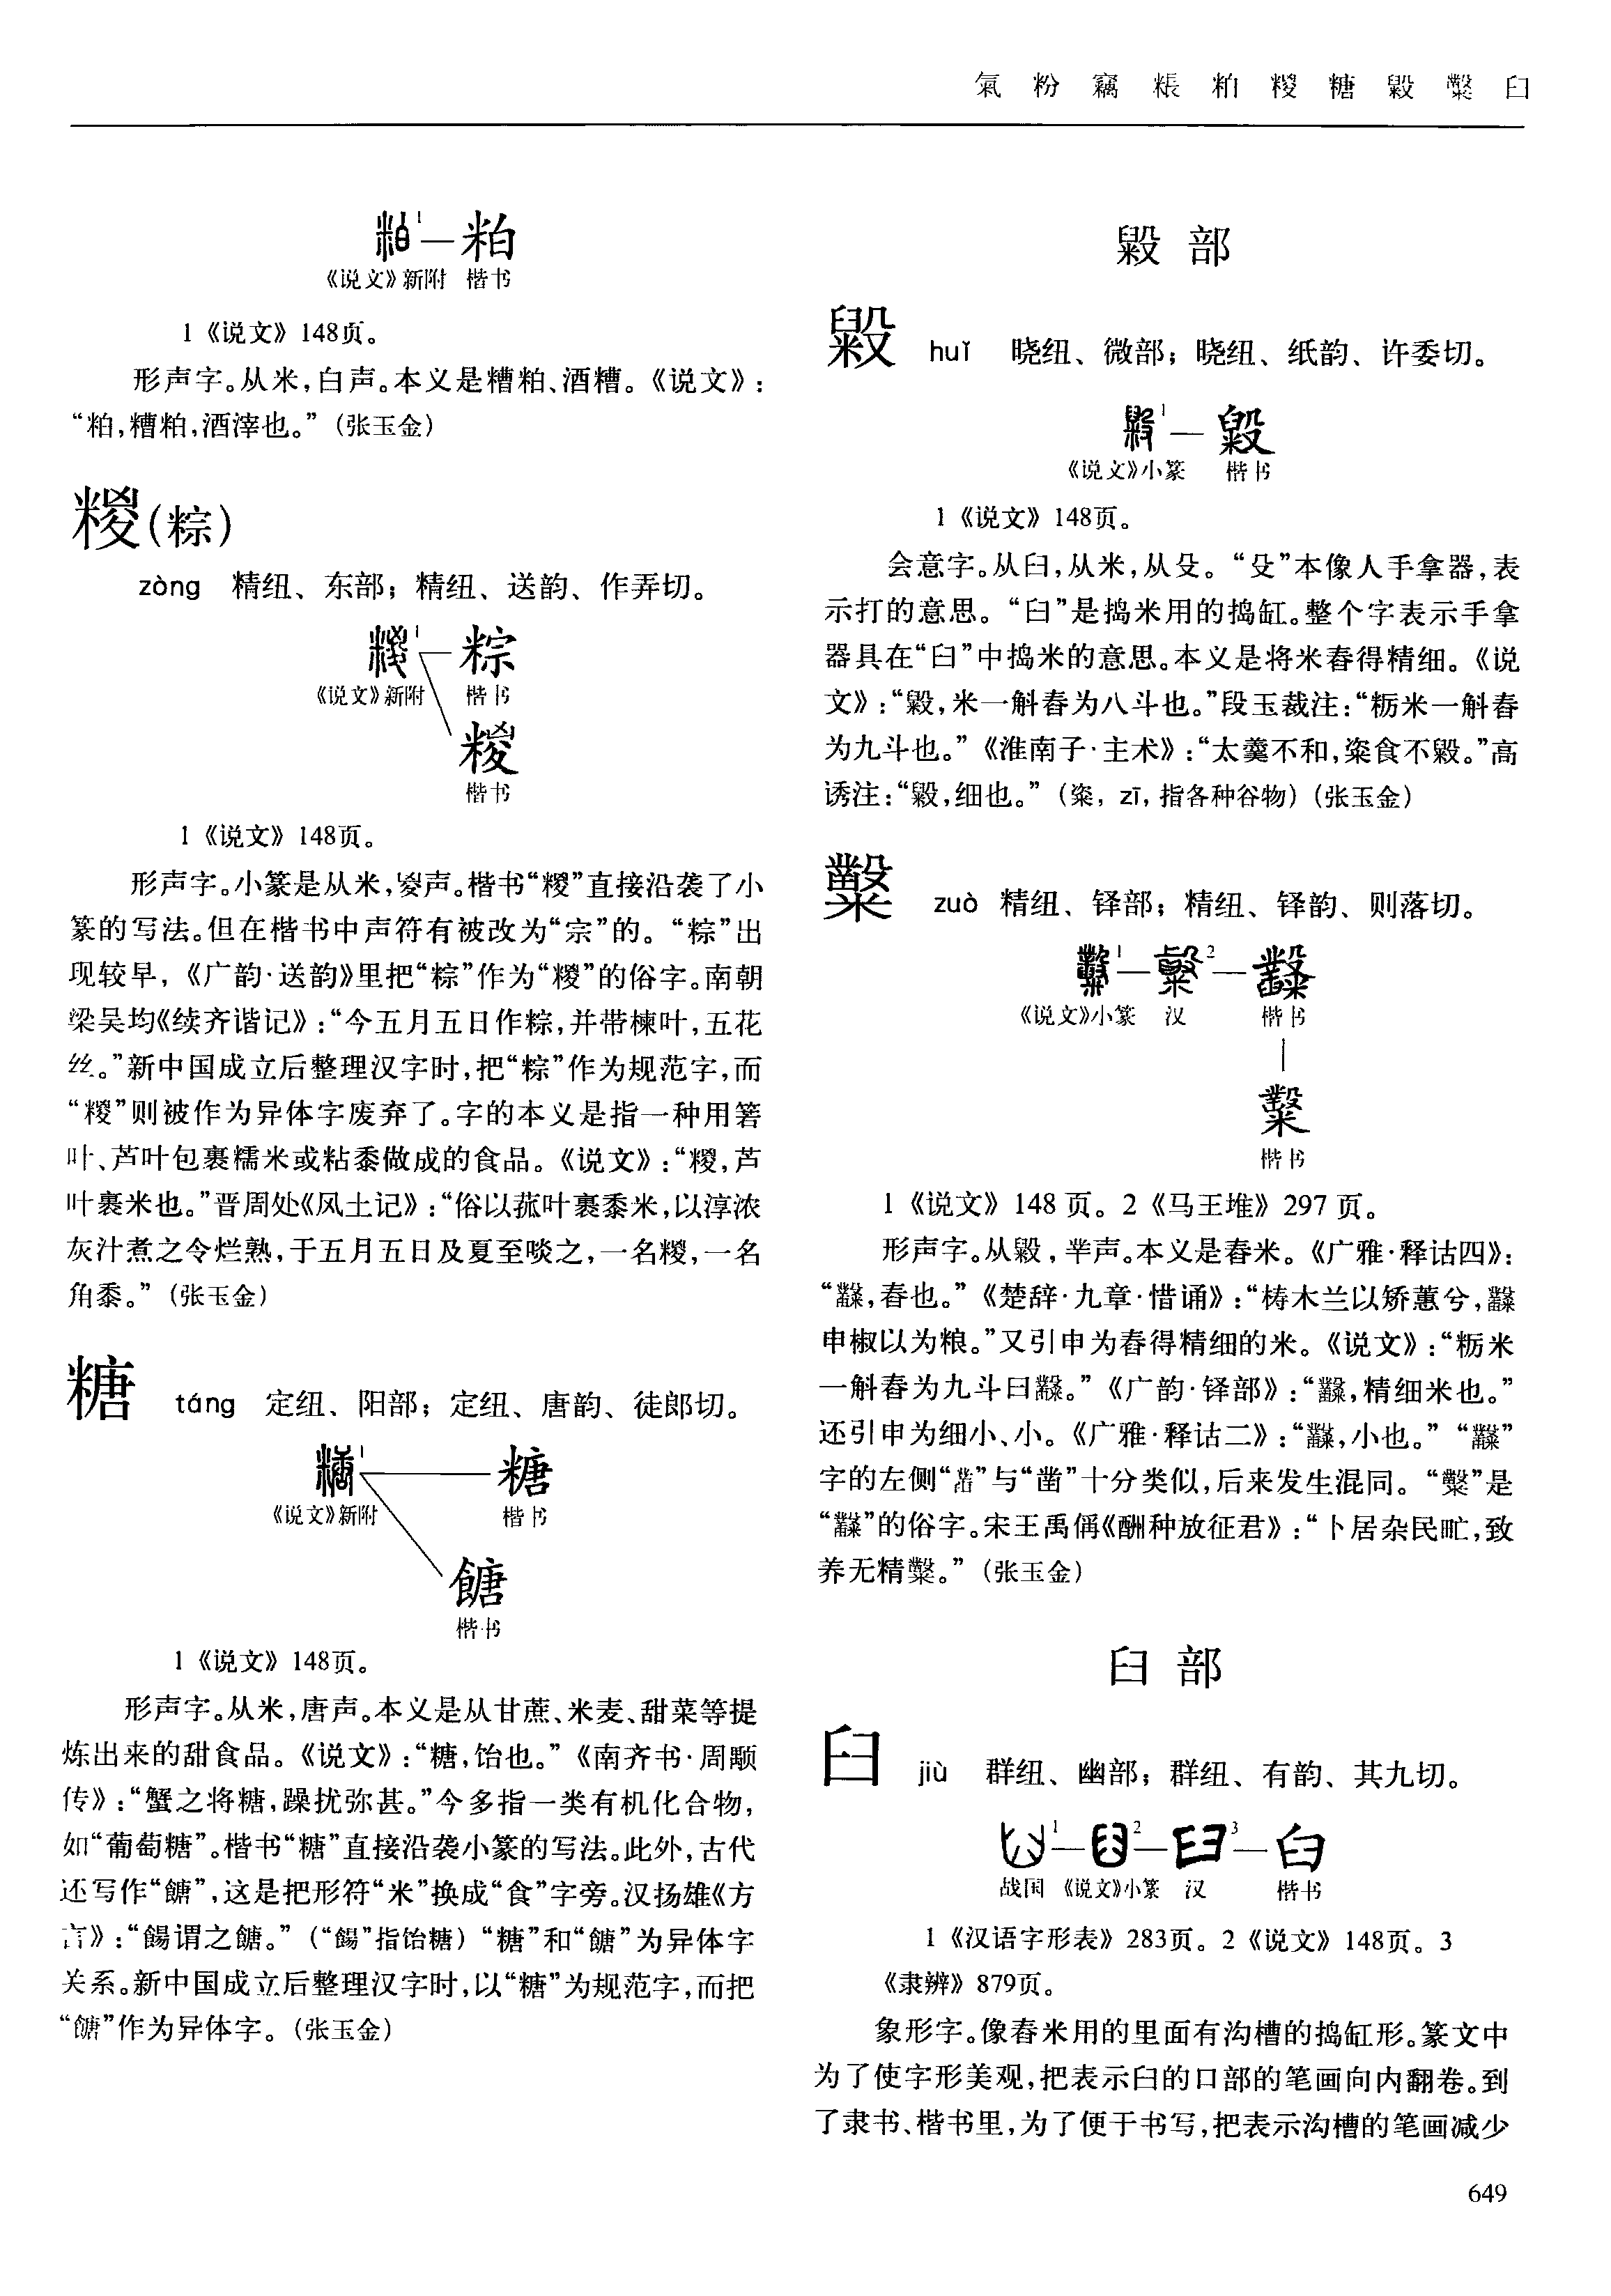 氣 粉 竊 粻 粕 糉 糖 毇 糳 臼
粕
《说文》新附 楷书
1《说文》148页。
形声字。从米,白声。本义是糟粕、酒糟。《说文》:
“粕,糟粕,酒滓也。”(张玉金)
糉(粽)
zòng 精纽、东部；精纽、送韵、作弄切。
粽
《说文》新附 楷书
糉
楷书
1《说文》148页。
形声字。小篆是从米,㚇声。楷书“糉”直接沿袭了小
篆的写法。但在楷书中声符有被改为“宗”的。“粽”出
现较早,《广韵·送韵》里把“粽”作为“糉”的俗字。南朝
梁吴均《续齐谐记》:“今五月五日作粽,并带楝叶,五花
丝。”新中国成立后整理汉字时,把“粽”作为规范字,而
“糉”则被作为异体字废弃了。字的本义是指一种用箬
叶、芦叶包裹糯米或粘黍做成的食品。《说文》:“糉,芦
叶裹米也。”晋周处《风土记》:“俗以菰叶裹黍米,以淳浓
灰汁煮之令烂熟,于五月五日及夏至啖之,一名糉,一名
角黍。”(张玉金)
糖 táng 定纽、阳部；定纽、唐韵、徒郎切。
糖
《说文》新附 楷书
餹
楷书
1《说文》148页。
形声字。从米,唐声。本义是从甘蔗、米麦、甜菜等提
炼出来的甜食品。《说文》:“糖,饴也。”《南齐书·周颙
传》:“蟹之将糖,躁扰弥甚。”今多指一类有机化合物,
如“葡萄糖”。楷书“糖”直接沿袭小篆的写法。此外,古代
还写作“餹”,这是把形符“米”换成“食”字旁。汉扬雄《方
言》:“餳谓之餹。”(“餳”指饴糖)“糖”和“餹”为异体字
关系。新中国成立后整理汉字时,以“糖”为规范字,而把
“餹”作为异体字。(张玉金)
毇部
毇 huǐ 晓纽、微部；晓纽、纸韵、许委切。
毇
《说文》小篆 楷书
1《说文》148页。
会意字。从臼,从米,从殳。“殳”本像人手拿器,表
示打的意思。“臼”是捣米用的捣缸。整个字表示手拿
器具在“臼”中捣米的意思。本义是将米舂得精细。《说
文》:“毇,米一斛舂为八斗也。”段玉裁注:“粝米一斛舂
为九斗也。”《淮南子·主术》:“太羹不和,粢食不毇。”高
诱注:“毇,细也。”(粢, zī, 指各种谷物)(张玉金)
糳 zuò 精纽、铎部；精纽、铎韵、则落切。
《说文》小篆 汉 楷书
糳
楷书
1《说文》148页。2《马王堆》297页。
形声字。从毇,丵声。本义是舂米。《广雅·释诂四》:
“糳,舂也。”《楚辞·九章·惜诵》:“梼木兰以矫蕙兮,糳
申椒以为粮。”又引申为舂得精细的米。《说文》:“粝米
一斛舂为九斗曰糳。”《广韵·铎部》:“糳,精细米也。”
还引申为细小、小。《广雅·释诂二》:“糳,小也。”“糳”
字的左侧“”与“凿”十分类似,后来发生混同。“糳”是
“糳”的俗字。宋王禹偁《酬种放征君》:“卜居杂民甿,致
养无精糳。”(张玉金)
臼部
臼 jiù 群纽、幽部；群纽、有韵、其九切。
臼
战国 《说文》小篆 汉 楷书
1《汉语字形表》283页。2《说文》148页。3
《隶辨》879页。
象形字。像舂米用的里面有沟槽的捣缸形。篆文中
为了使字形美观,把表示臼的口部的笔画向内翻卷。到
了隶书、楷书里,为了便于书写,把表示沟槽的笔画减少
649